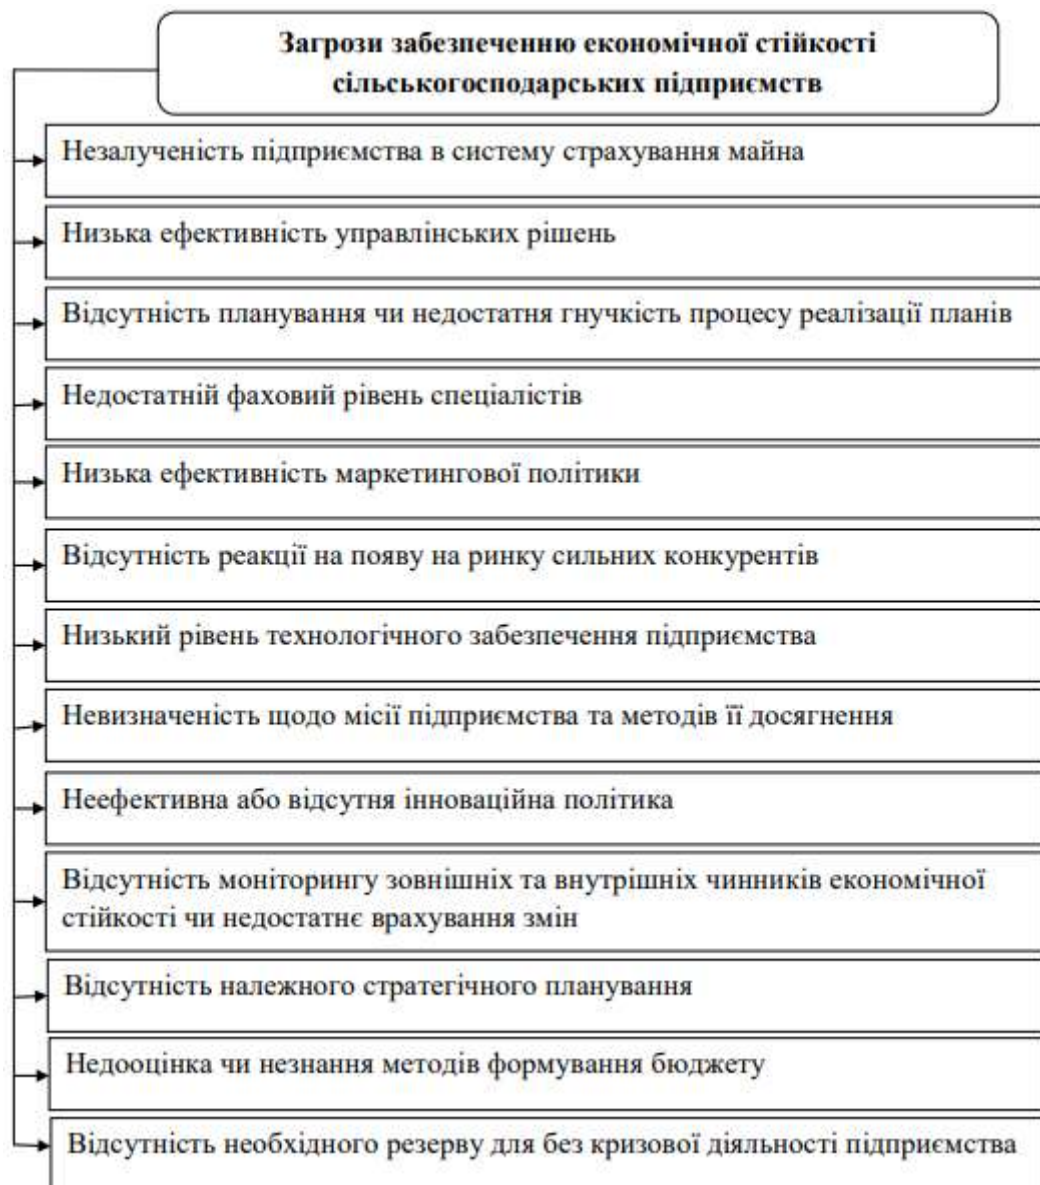 Загрози забезпеченню економічної стійкості
сільськогосподарських підприємств
Незалученість підприємства в систему страхування майна
Низька ефективність управлінських рішень
Відсутність планування чи недостатня гнучкість процесу реалізації планів
Недостатній фаховий рівень спеціалістів
Низька ефективність маркетингової політики
Відсутність реакції на появу на ринку сильних конкурентів
Низький рівень технологічного забезпечення підприємства
Невизначеність щодо місії підприємства та методів її досягнення
Неефективна або відсутня інноваційна політика
Відсутність моніторингу зовнішніх та внутрішніх чинників економічної
стійкості чи недостатнє врахування змін
Відсутність належного стратегічного планування
Недооцінка чи незнання методів формування бюджету
Відсутність необхідного резерву для без кризової діяльності підприємства